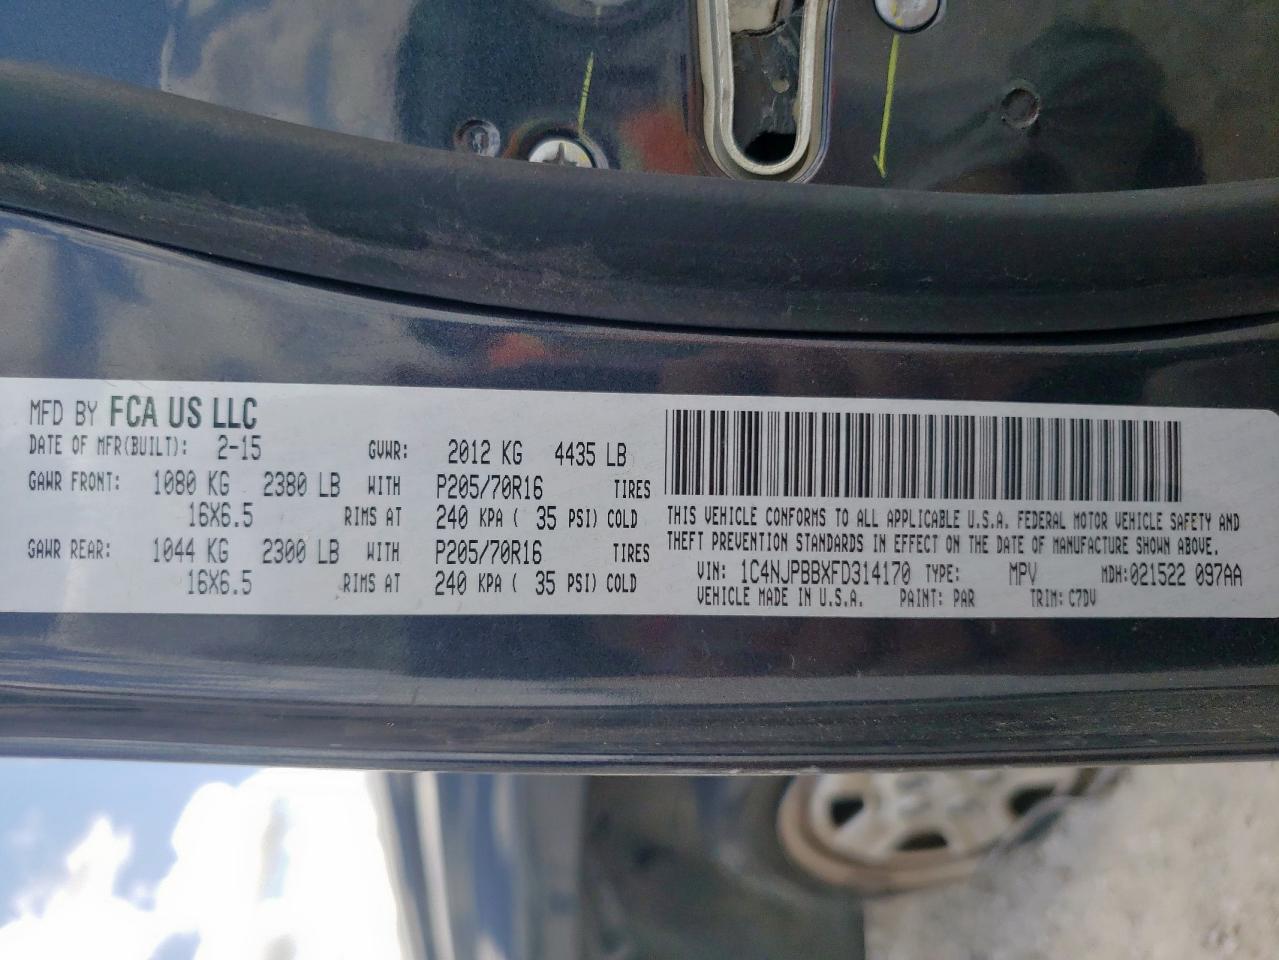 MFD BY FCA US LLC
DATE OF MFR(BUILT): 2-15 GVWR: 2012 KG 4435 LB
GAWR FRONT: 1080 KG 2380 LB WITH P205/70R16 TIRES
16X6.5 RIMS AT 240 KPA ( 35 PSI) COLD
GAWR REAR: 1044 KG 2300 LB WITH P205/70R16 TIRES
16X6.5 RIMS AT 240 KPA ( 35 PSI) COLD
THIS VEHICLE CONFORMS TO ALL APPLICABLE U.S.A. FEDERAL MOTOR VEHICLE SAFETY AND
THEFT PREVENTION STANDARDS IN EFFECT ON THE DATE OF MANUFACTURE SHOWN ABOVE.
VIN: 1C4NJPBBXFD314170 TYPE: MPV MDH:021522 097AA
VEHICLE MADE IN U.S.A. PAINT: PAR TRIM: C7DV